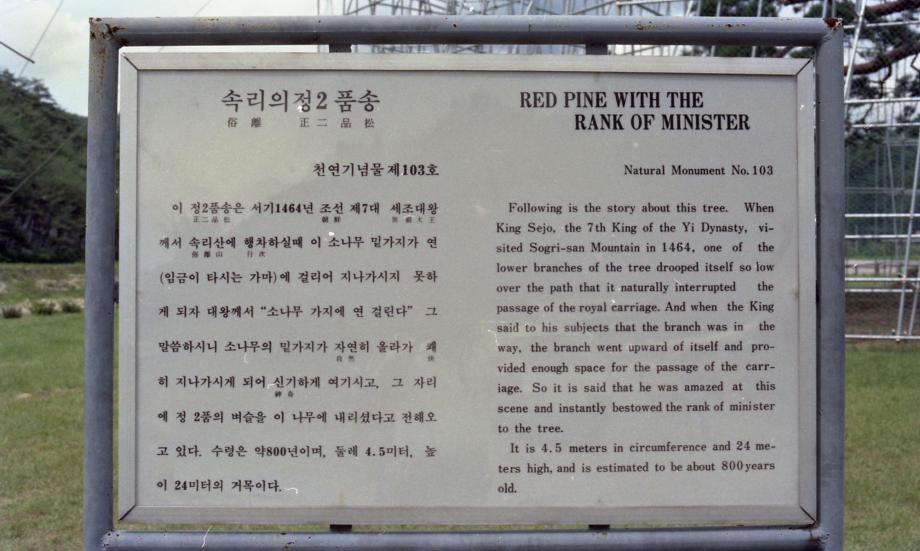 속리의정2품송
俗離 正二品松
천연기념물 제103호
이 정2품송은 서기1464년 조선 제7대 세조대왕
正二品松 朝鮮 世祖大王
께서 속리산에 행차하실때 이 소나무 밑가지가 연
俗離山 行次
(임금이 타시는 가마)에 걸리어 지나가시지 못하
게 되자 대왕께서 “소나무 가지에 연 걸린다” 그
말씀하시니 소나무의 밑가지가 자연히 올라가 쾌
自然 快
히 지나가시게 되어 신기하게 여기시고, 그 자리
神奇
에 정 2품의 벼슬을 이 나무에 내리셨다고 전해오
고 있다. 수령은 약800년이며, 둘레 4.5미터, 높
이 24미터의 거목이다.
RED PINE WITH THE
RANK OF MINISTER
Natural Monument No. 103
Following is the story about this tree. When
King Sejo, the 7th King of the Yi Dynasty, vi-
sited Sogri-san Mountain in 1464, one of the
lower branches of the tree drooped itself so low
over the path that it naturally interrupted the
passage of the royal carriage. And when the King
said to his subjects that the branch was in the
way, the branch went upward of itself and pro-
vided enough space for the passage of the carr-
iage. So it is said that he was amazed at this
scene and instantly bestowed the rank of minister
to the tree.
It is 4.5 meters in circumference and 24 me-
ters high, and is estimated to be about 800 years
old.